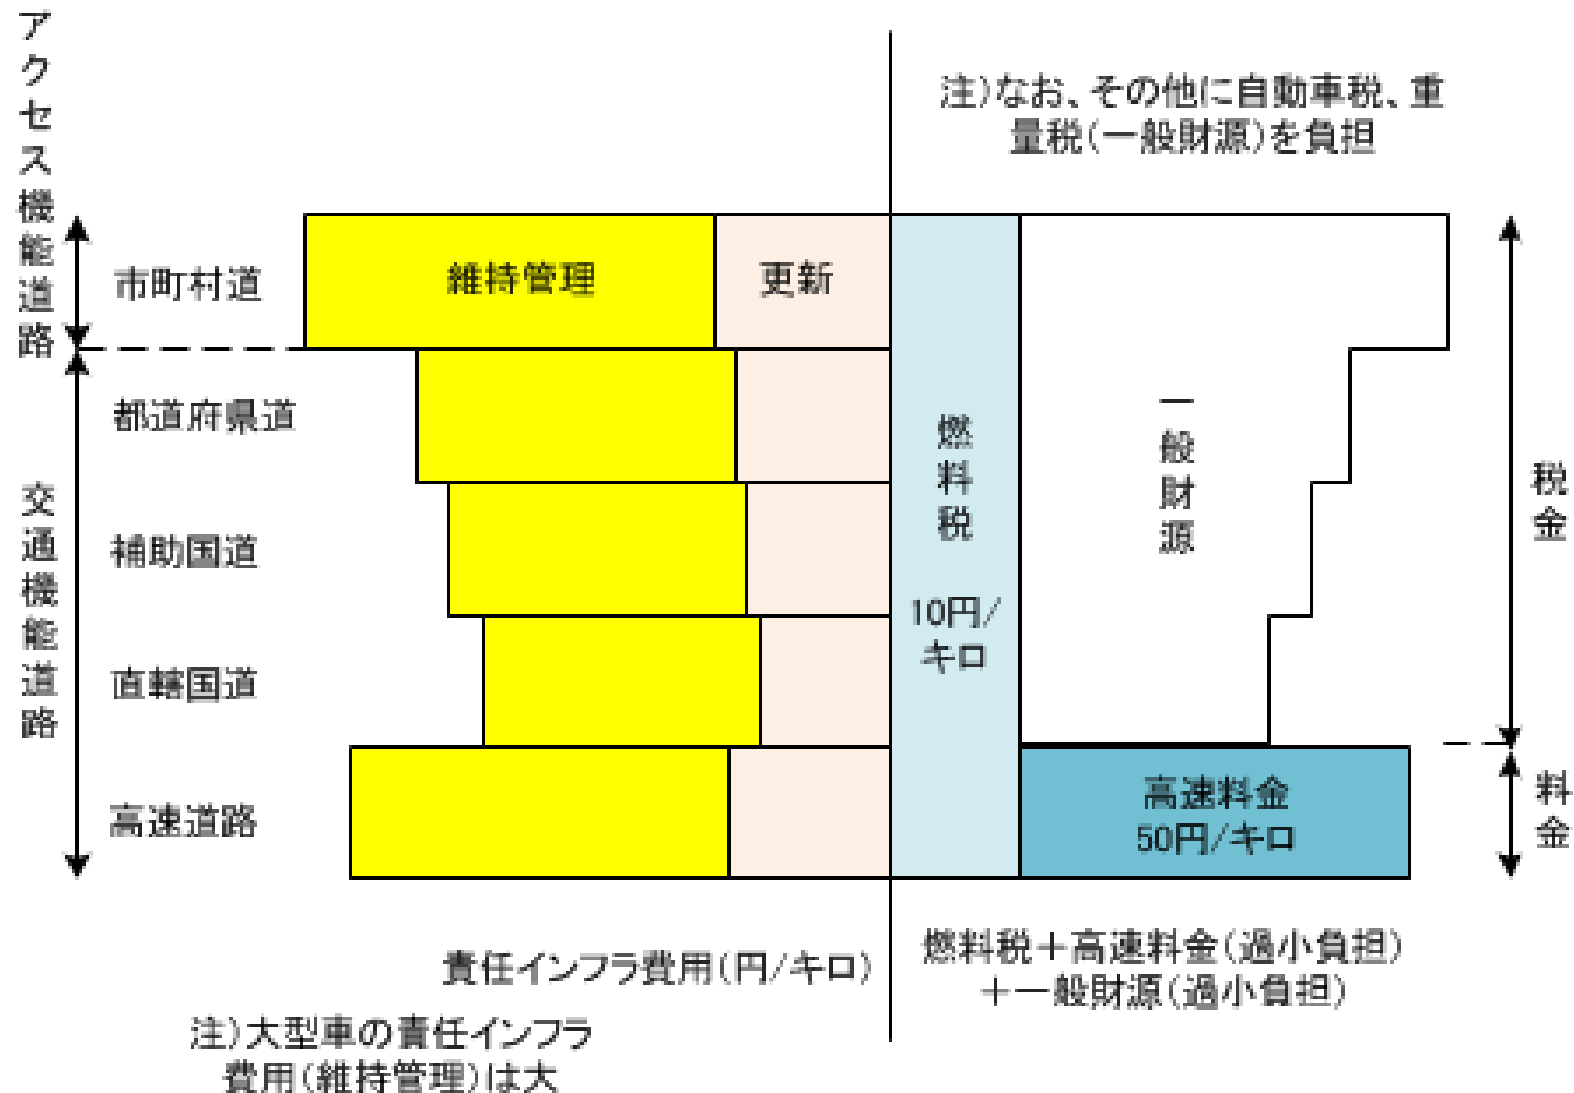 アクセス機能道路
注)なお、その他に自動車税、重
量税(一般財源)を負担
市町村道
維持管理
更新
都道府県道
補助国道
直轄国道
高速道路
交通機能道路
燃料税
10円/
キロ
一般財源
高速料金
50円/キロ
税金
料金
責任インフラ費用(円/キロ)
燃料税+高速料金(過小負担)
+一般財源(過小負担)
注)大型車の責任インフラ
費用(維持管理)は大